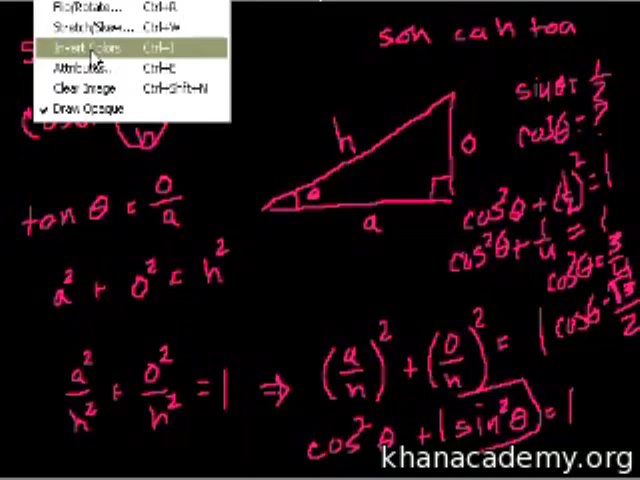 Flip/Rotate... Ctrl+R
Stretch/Skew... Ctrl+W
Invert Colors Ctrl+I
Attributes... Ctrl+E
Clear Image Ctrl+Shft+N
Draw Opaque
soh cah toa
sinθ = 1/2
cosθ = ?
h
o
θ
a
tan θ = o/a
cos²θ + (1/2)² = 1
cos²θ + 1/4 = 1
cos²θ = 3/4
cosθ = √3/2
a² + o² = h²
a²/h² + o²/h² = 1 ⇒ (a/h)² + (o/h)² = 1
cos²θ + sin²θ = 1
khanacademy.org